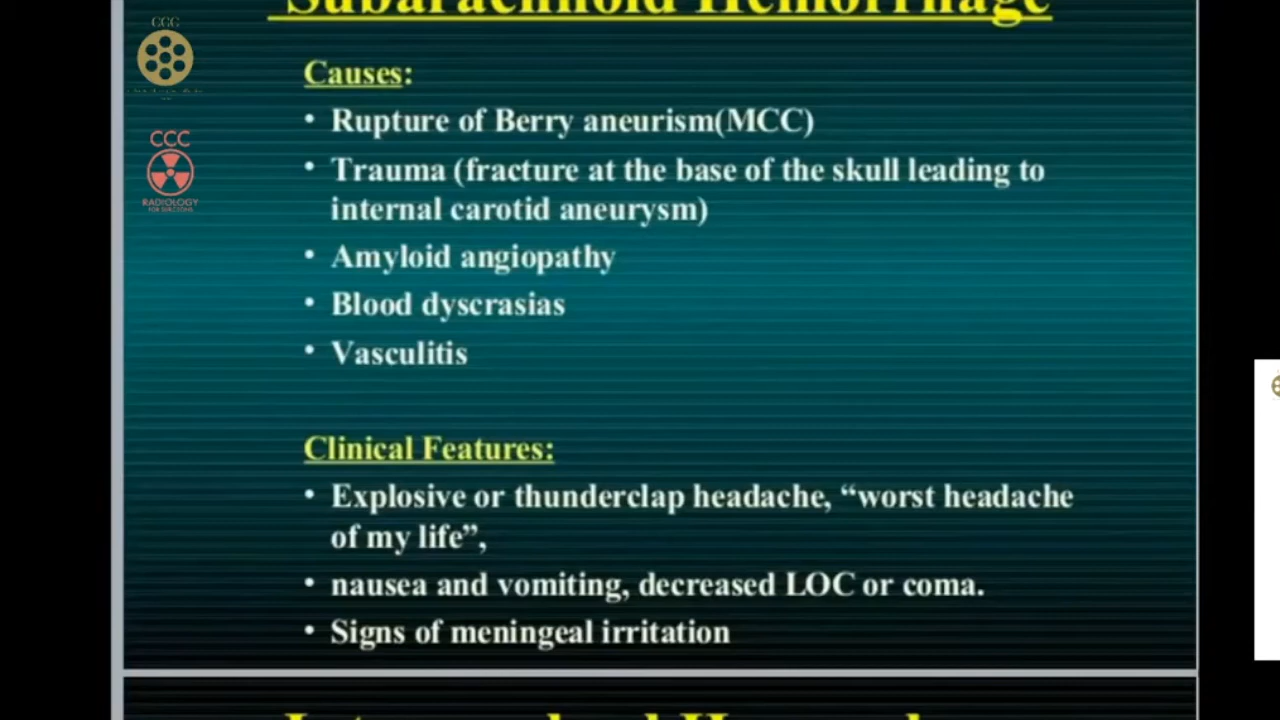 Subarachnoid Hemorrhage
CGC
Causes:
• Rupture of Berry aneurism(MCC)
CCC
RADIOLOGY
• Trauma (fracture at the base of the skull leading to
internal carotid aneurysm)
• Amyloid angiopathy
• Blood dyscrasias
• Vasculitis
Clinical Features:
• Explosive or thunderclap headache, “worst headache
of my life”,
• nausea and vomiting, decreased LOC or coma.
• Signs of meningeal irritation